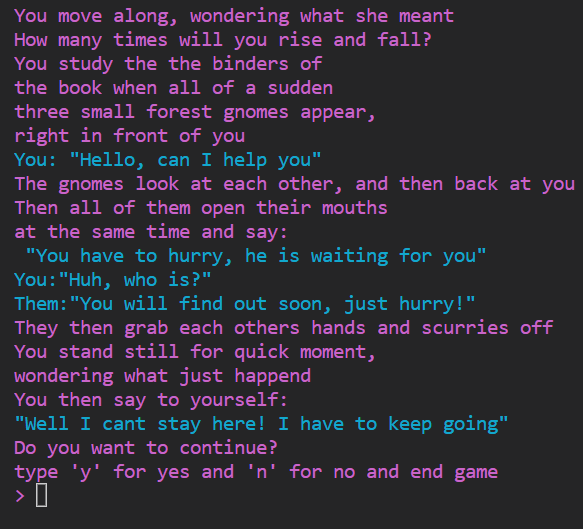 You move along, wondering what she meant
How many times will you rise and fall?
You study the the binders of
the book when all of a sudden
three small forest gnomes appear,
right in front of you
You: "Hello, can I help you"
The gnomes look at each other, and then back at you
Then all of them open their mouths
at the same time and say:
 "You have to hurry, he is waiting for you"
You:"Huh, who is?"
Them:"You will find out soon, just hurry!"
They then grab each others hands and scurries off
You stand still for quick moment,
wondering what just happend
You then say to yourself:
"Well I cant stay here! I have to keep going"
Do you want to continue?
type 'y' for yes and 'n' for no and end game
>